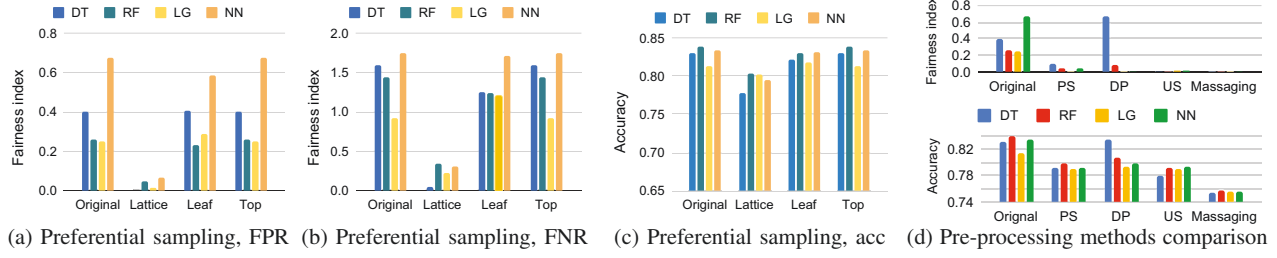 DT RF LG NN
Fairness index
0.8
0.6
0.4
0.2
0.0
Original Lattice Leaf Top
(a) Preferential sampling, FPR
DT RF LG NN
Fairness index
2.0
1.5
1.0
0.5
0.0
Original Lattice Leaf Top
(b) Preferential sampling, FNR
DT RF LG NN
Accuracy
0.85
0.80
0.75
0.70
0.65
Original Lattice Leaf Top
(c) Preferential sampling, acc
Fairness index
0.8
0.6
0.4
0.2
0.0
Original PS DP US Massaging
DT RF LG NN
Accuracy
0.82
0.78
0.74
Orignal PS DP US Massaging
(d) Pre-processing methods comparison